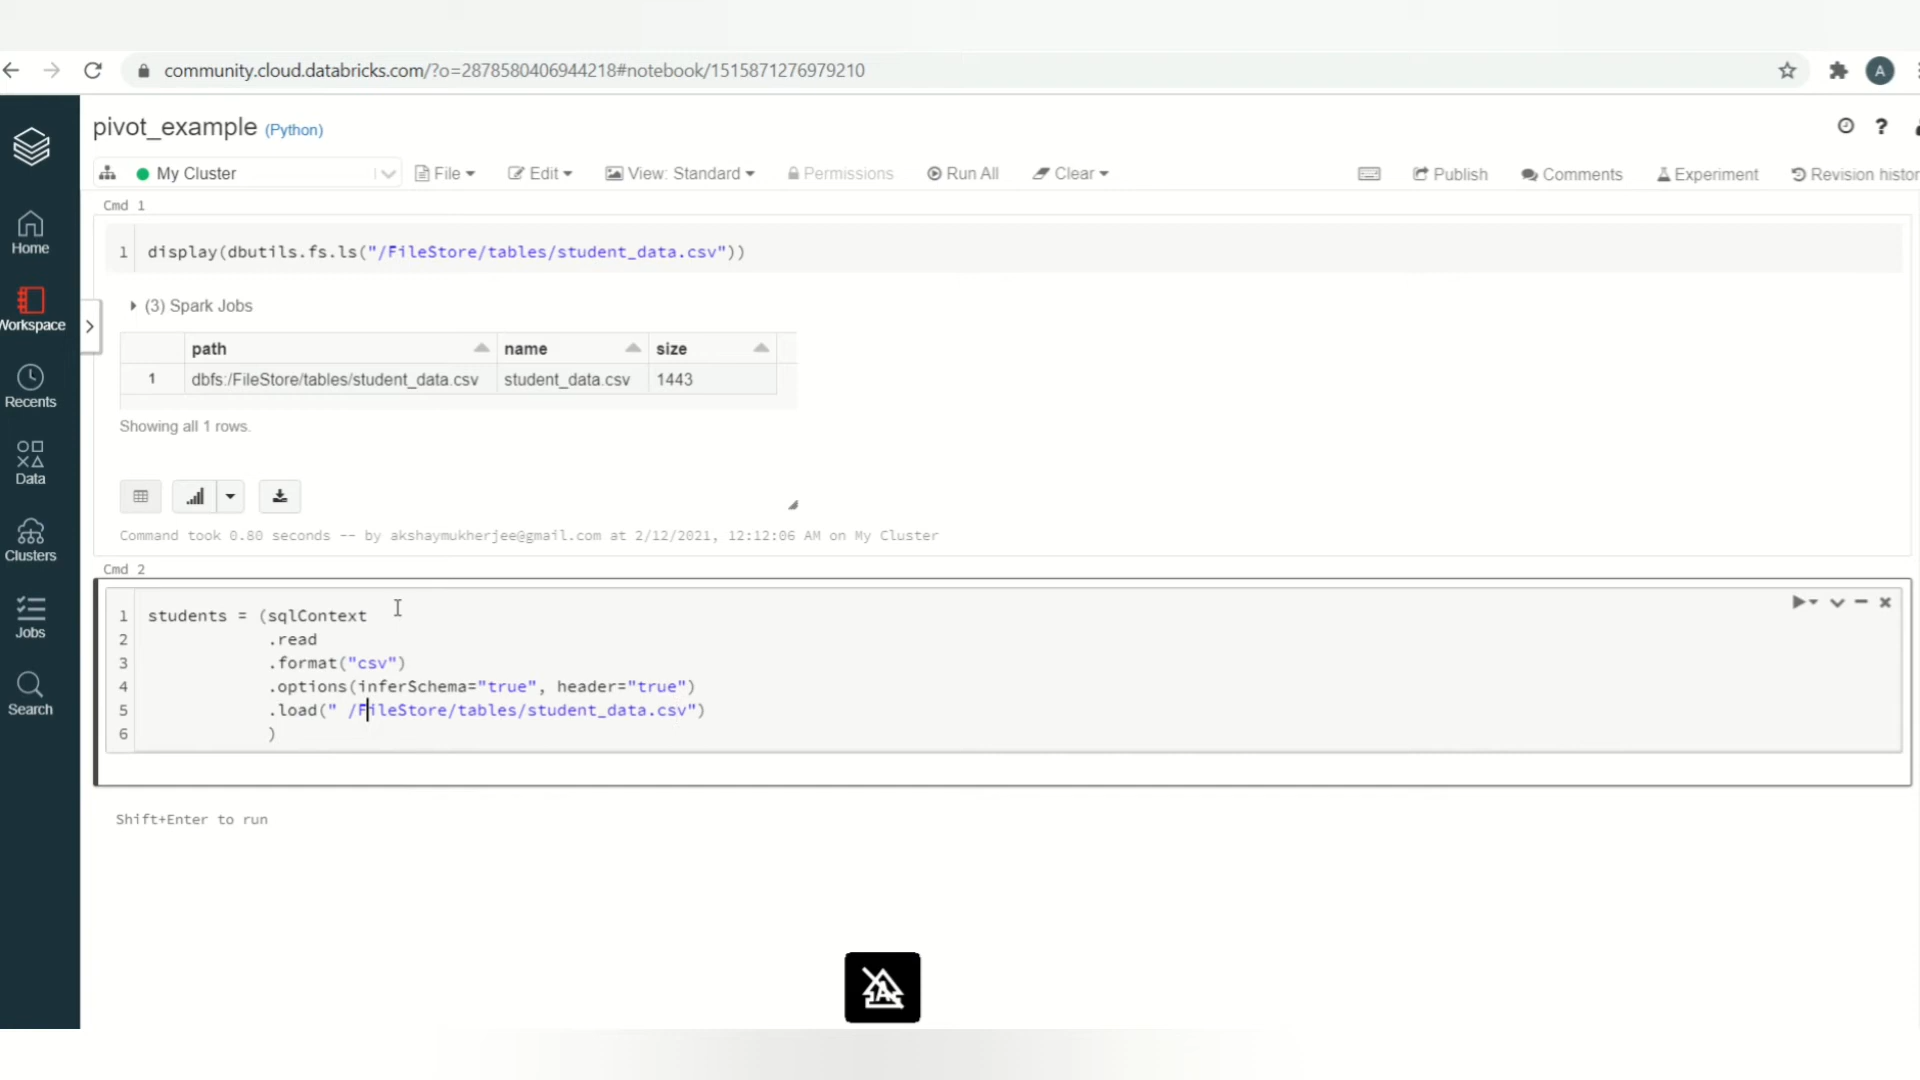 community.cloud.databricks.com/?o=2878580406944218#notebook/1515871276979210
A
pivot_example (Python)
My Cluster File Edit View: Standard Permissions Run All Clear Publish Comments Experiment Revision histor
Home
Workspace
Recents
Data
Clusters
Jobs
Search
Cmd 1
1 display(dbutils.fs.ls("/FileStore/tables/student_data.csv"))
(3) Spark Jobs
path name size
1 dbfs:/FileStore/tables/student_data.csv student_data.csv 1443
Showing all 1 rows.
Command took 0.80 seconds -- by akshaymukherjee@gmail.com at 2/12/2021, 12:12:06 AM on My Cluster
Cmd 2
1 students = (sqlContext
2 .read
3 .format("csv")
4 .options(inferSchema="true", header="true")
5 .load(" /FileStore/tables/student_data.csv")
6 )
Shift+Enter to run
A